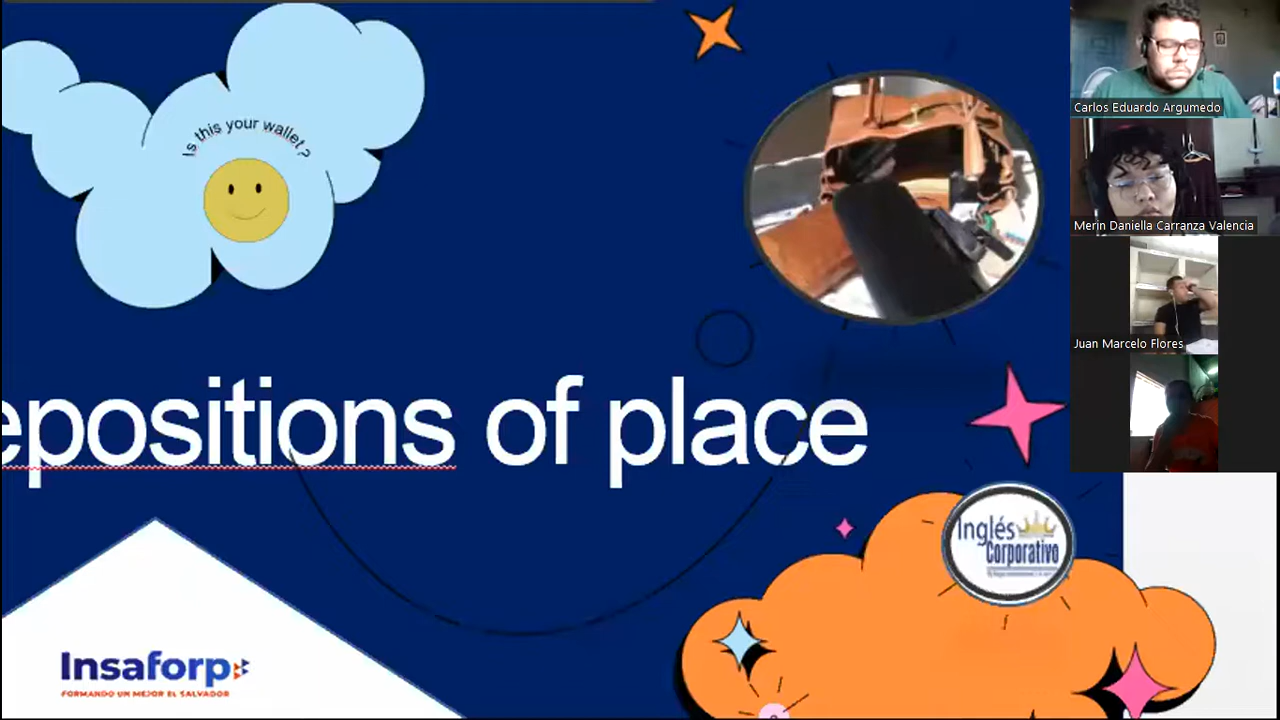 Is this your wallet?
epositions of place
Inglés
Corporativo
Insaforp
FORMANDO UN MEJOR EL SALVADOR
Carlos Eduardo Argumedo
Merin Daniella Carranza Valencia
Juan Marcelo Flores